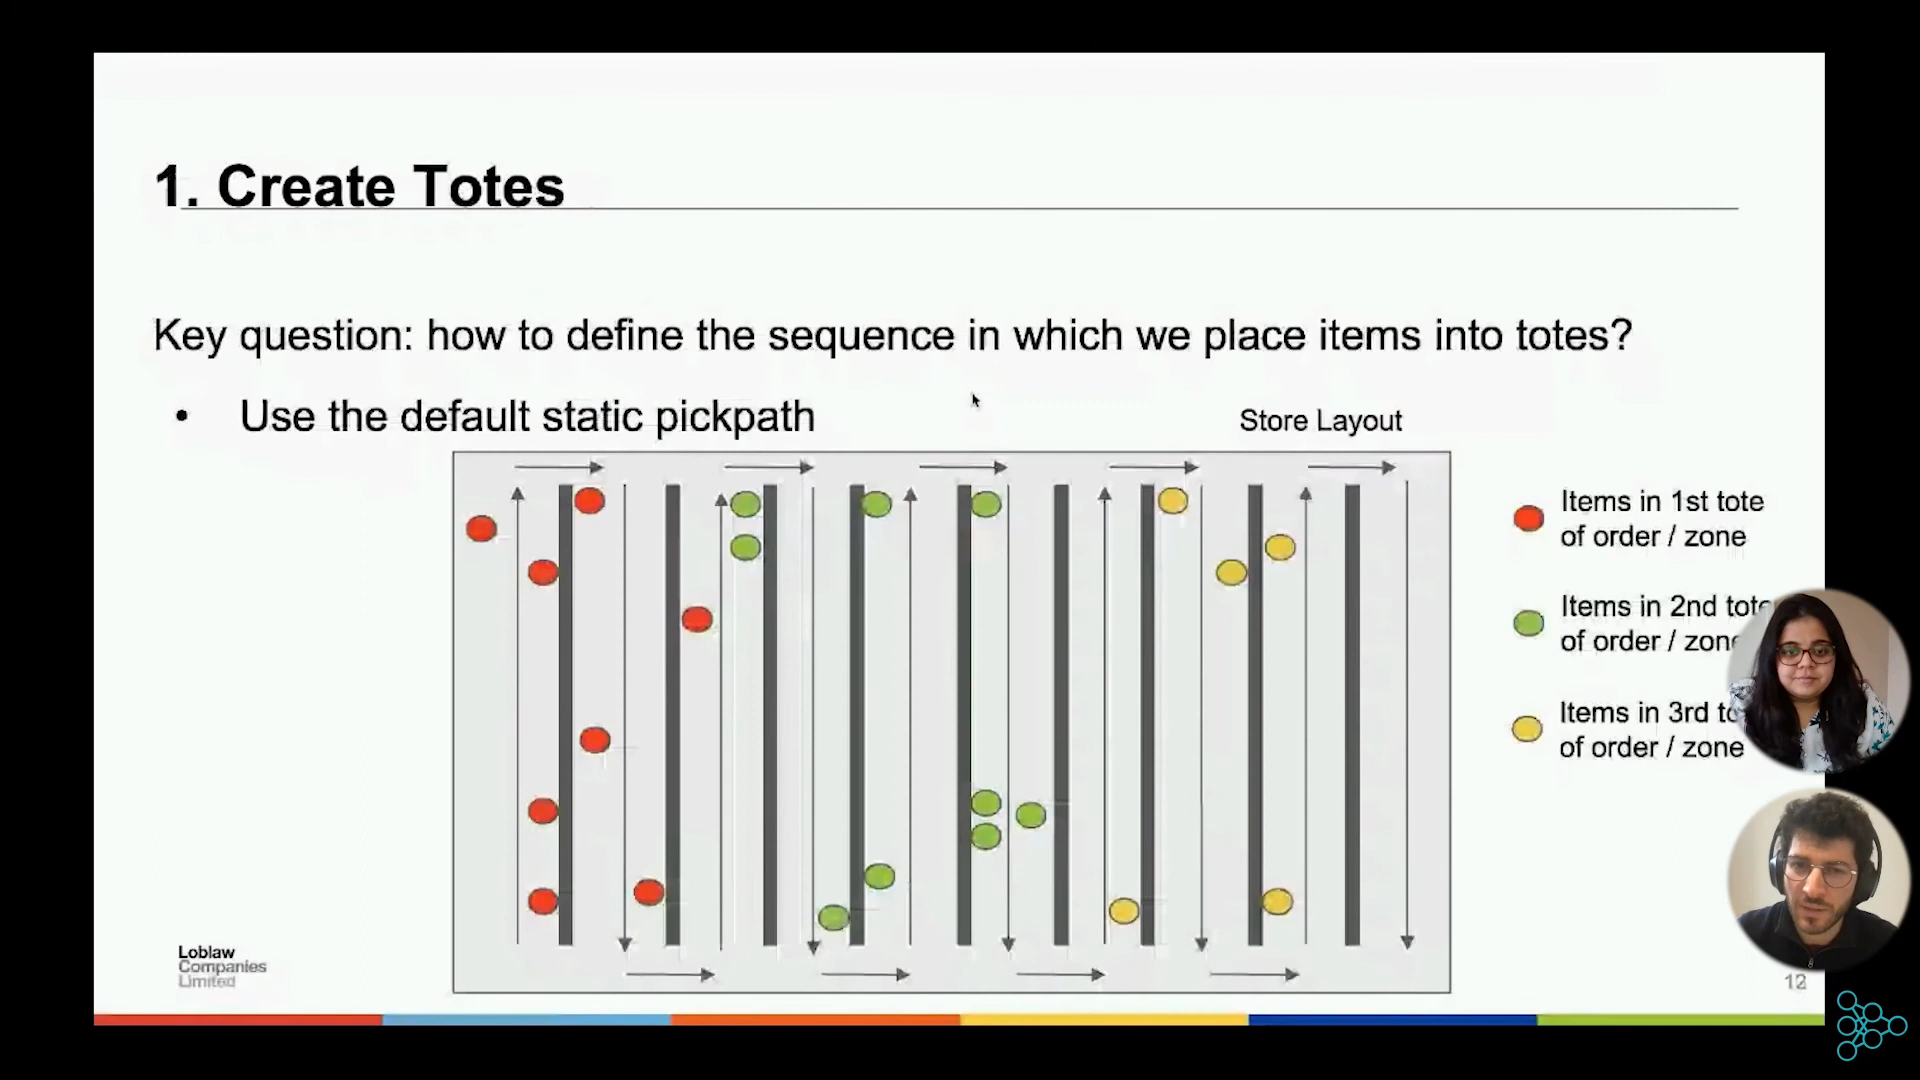 1. Create Totes
Key question: how to define the sequence in which we place items into totes?
• Use the default static pickpath
Store Layout
Items in 1st tote
of order / zone
Items in 2nd tote
of order / zone
Items in 3rd
of order / zone
Loblaw
Companies
Limited
12